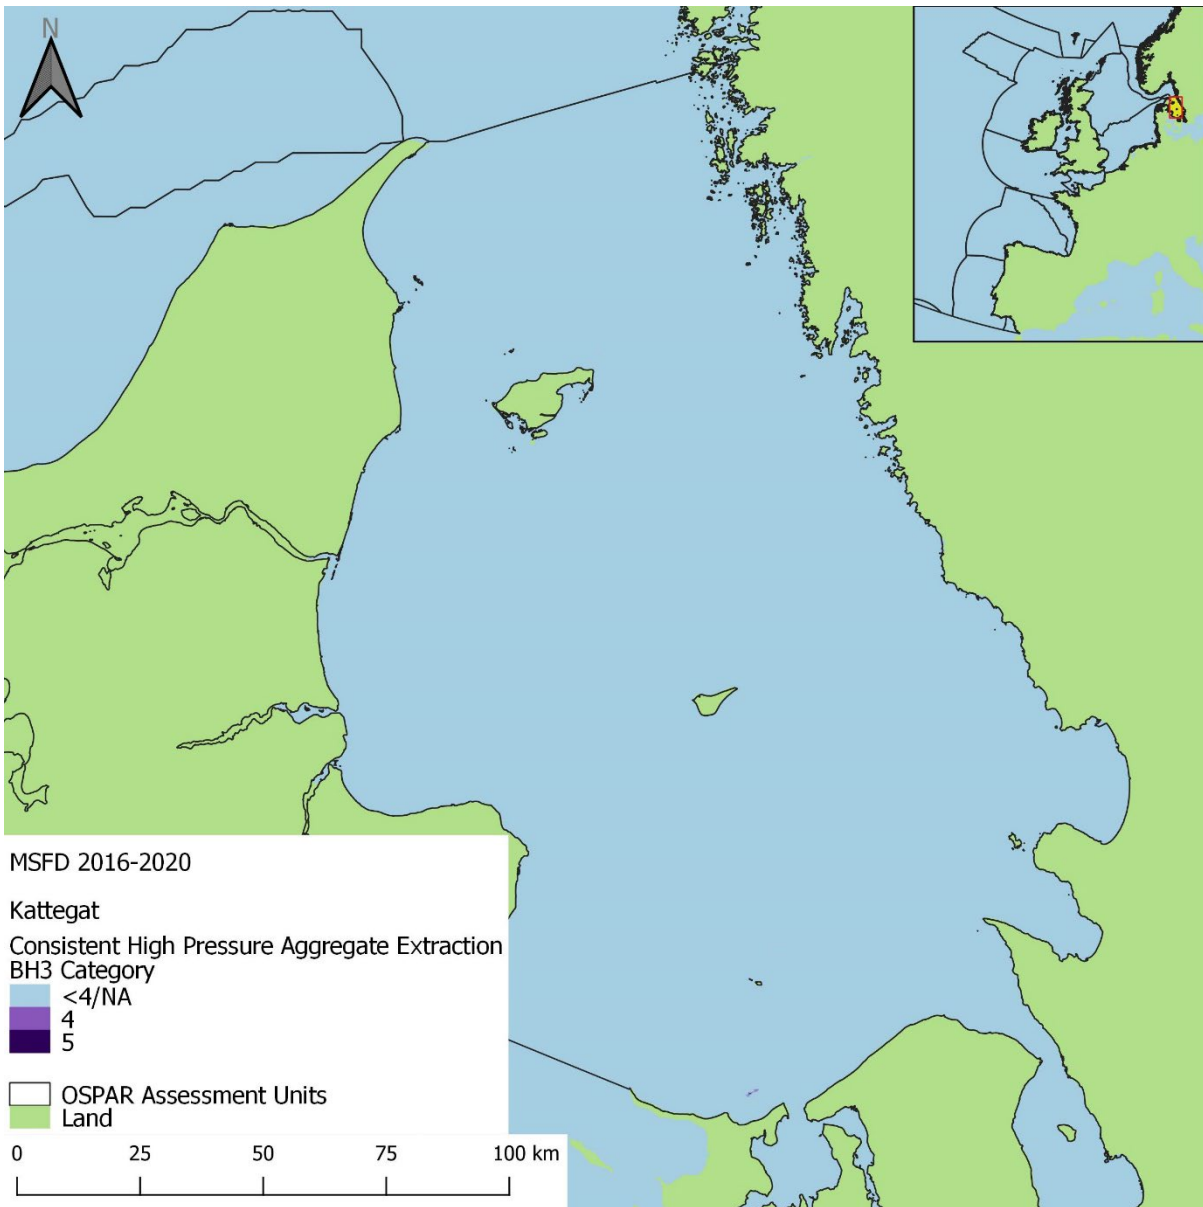 N
MSFD 2016-2020
Kattegat
Consistent High Pressure Aggregate Extraction
BH3 Category
<4/NA
4
5
OSPAR Assessment Units
Land
0 25 50 75 100 km